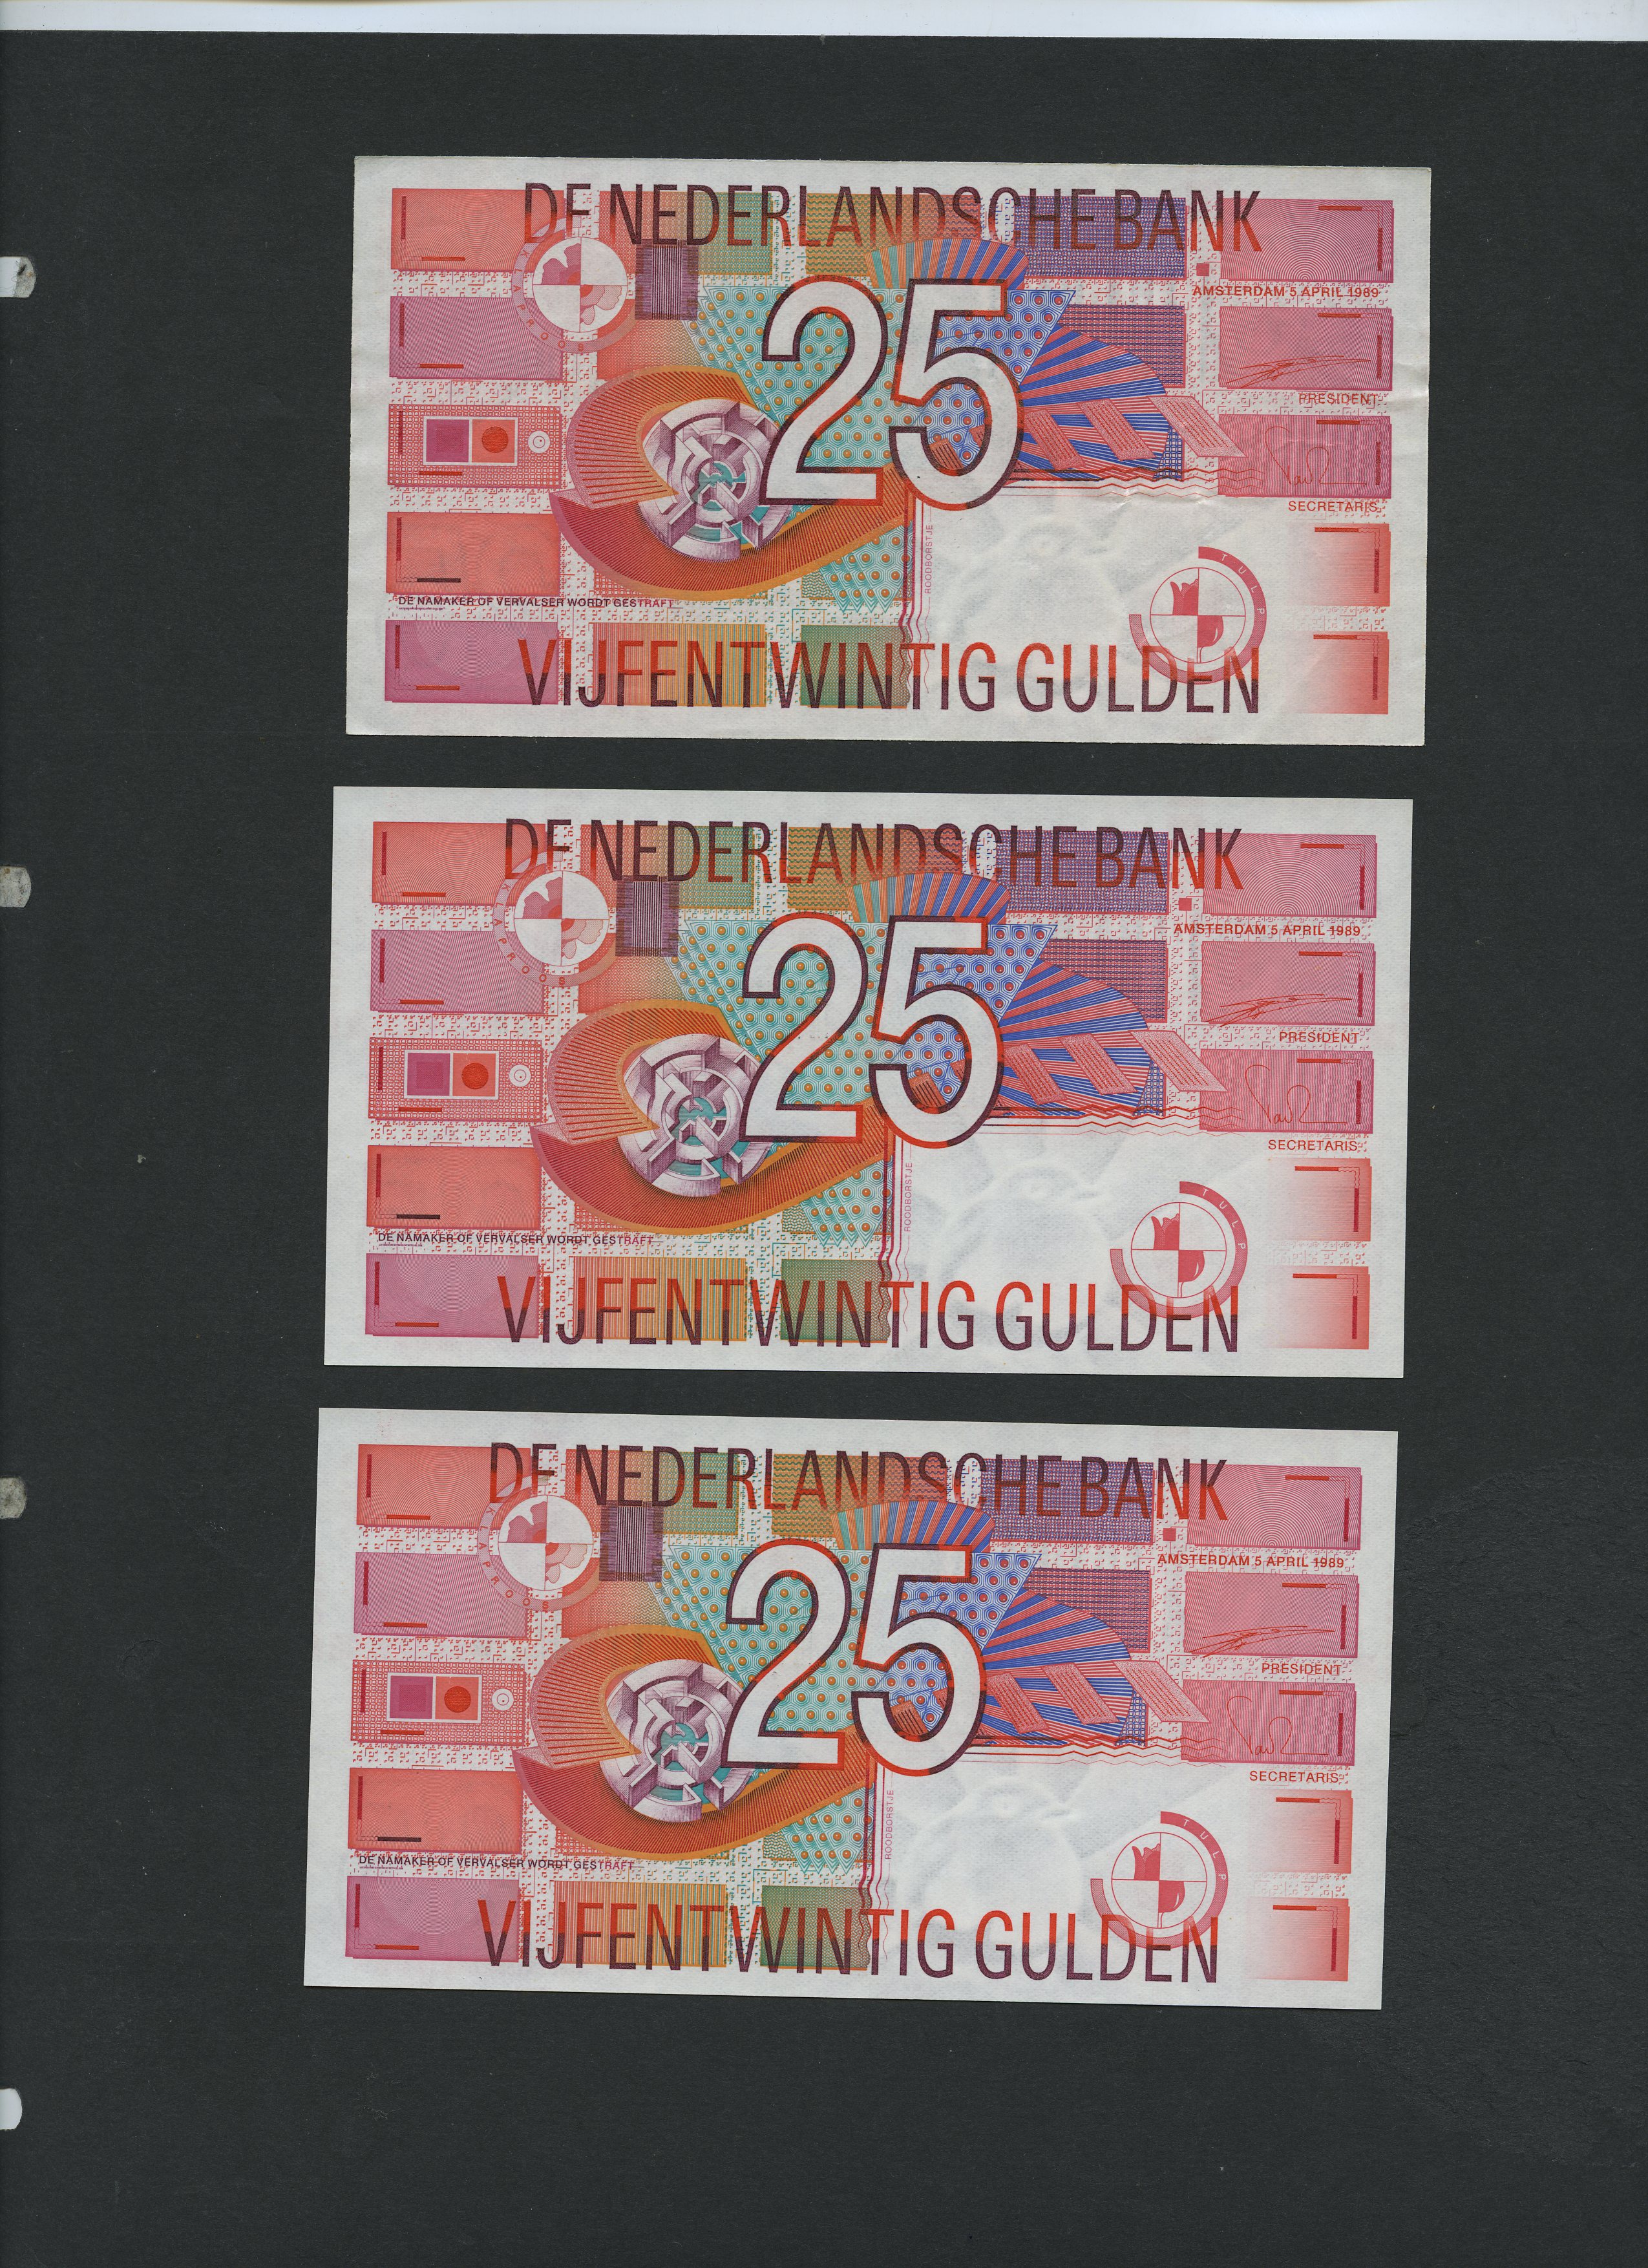 DE NEDERLANDSCHE BANK
KLAPROOS
25
AMSTERDAM 5 APRIL 1989
PRESIDENT
SECRETARIS
ROODBORSTJE
TULP
DE NAMAKER OF VERVALSER WORDT GESTRAFT
VIJFENTWINTIG GULDEN
DE NEDERLANDSCHE BANK
KLAPROOS
25
AMSTERDAM 5 APRIL 1989
PRESIDENT
SECRETARIS
ROODBORSTJE
TULP
DE NAMAKER OF VERVALSER WORDT GESTRAFT
VIJFENTWINTIG GULDEN
DE NEDERLANDSCHE BANK
KLAPROOS
25
AMSTERDAM 5 APRIL 1989
PRESIDENT
SECRETARIS
ROODBORSTJE
TULP
DE NAMAKER OF VERVALSER WORDT GESTRAFT
VIJFENTWINTIG GULDEN